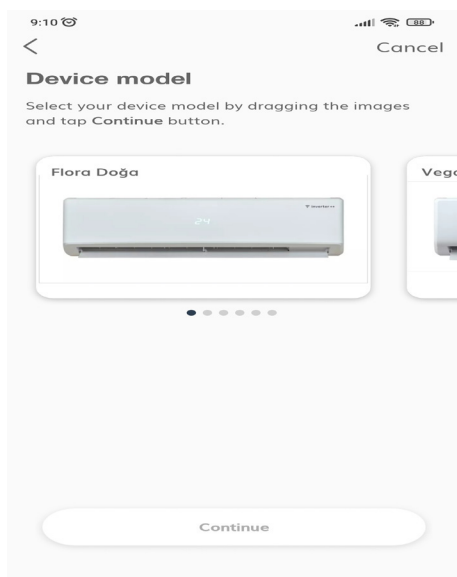 9:10
88
Cancel
Device model
Select your device model by dragging the images
and tap Continue button.
Flora Doğa
Vega
24
Continue